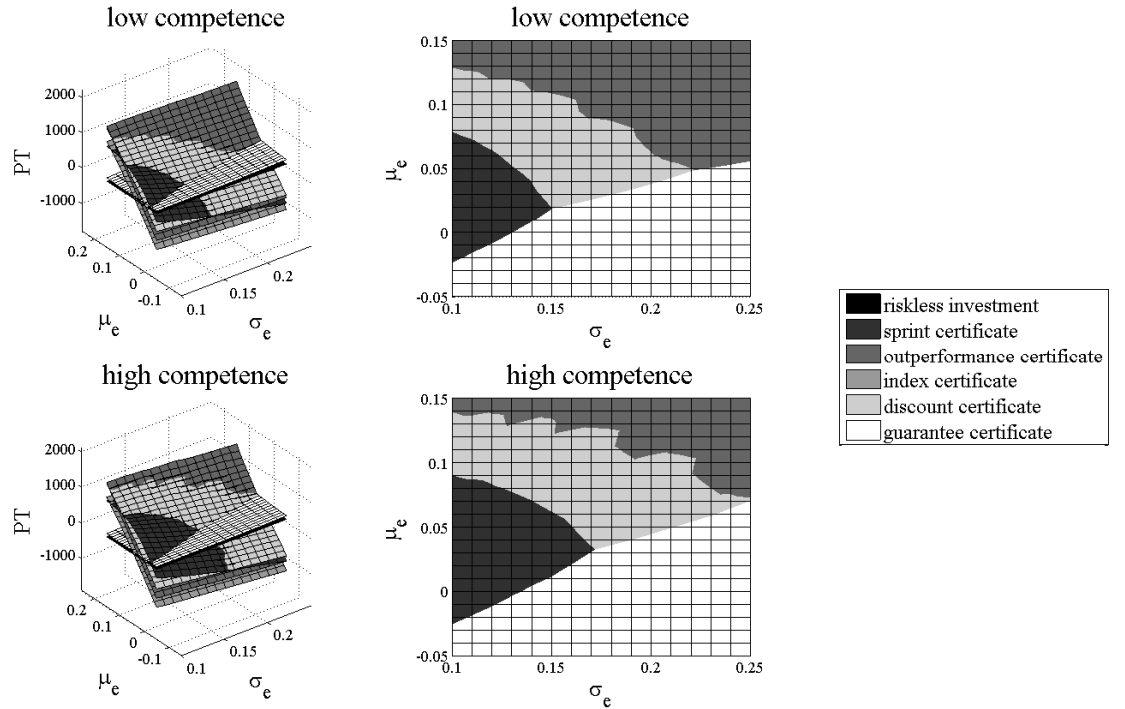 low competence
2000
1000
0
-1000
PT
0.2
0.1
0
-0.1
μe
0.1
0.15
0.2
σe
low competence
0.15
0.1
0.05
0
-0.05
μe
0.1
0.15
0.2
0.25
σe
high competence
2000
1000
0
-1000
PT
0.2
0.1
0
-0.1
μe
0.1
0.15
0.2
σe
high competence
0.15
0.1
0.05
0
-0.05
μe
0.1
0.15
0.2
0.25
σe
riskless investment
sprint certificate
outperformance certificate
index certificate
discount certificate
guarantee certificate